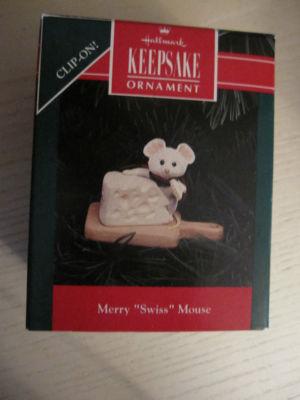 CLIP-ON!
Hallmark
KEEPSAKE
ORNAMENT
Merry "Swiss" Mouse